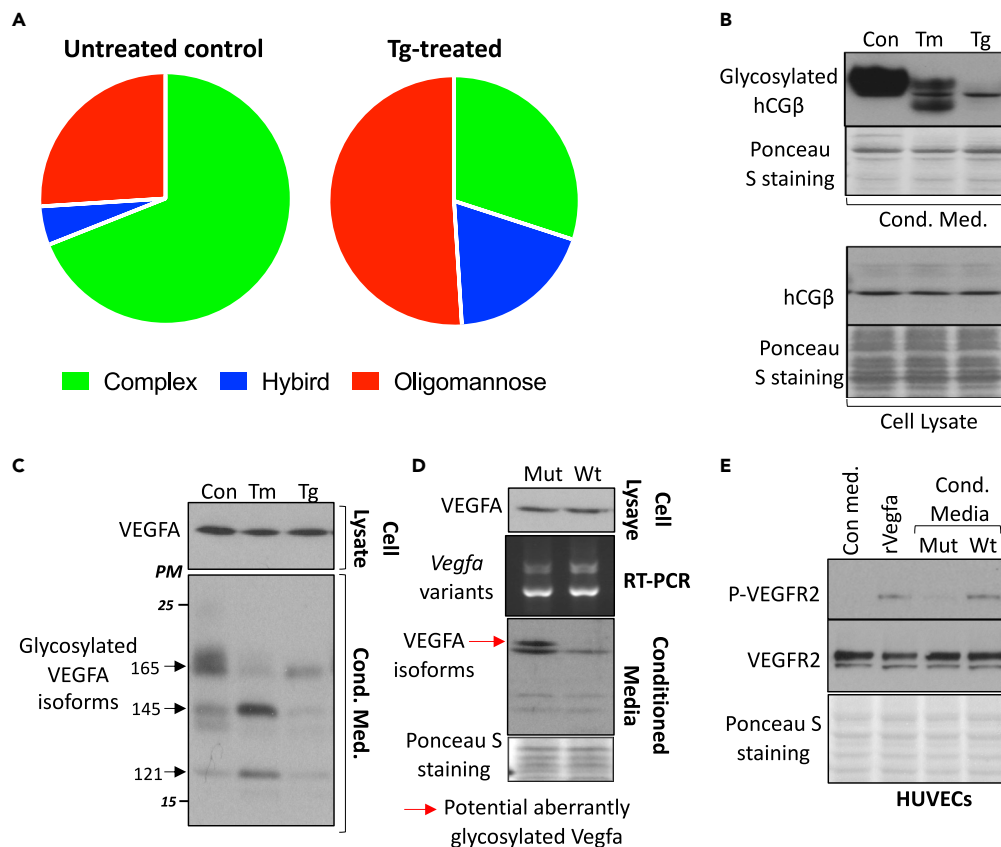 A
Untreated control
Tg-treated
Complex
Hybird
Oligomannose
B
Con Tm Tg
Glycosylated
hCGβ
Ponceau
S staining
Cond. Med.
hCGβ
Ponceau
S staining
Cell Lysate
C
Con Tm Tg
VEGFA
Cell
Lysate
PM
25
Glycosylated
VEGFA
isoforms
165
145
121
15
Cond. Med.
D
Mut Wt
VEGFA
Cell
Lysaye
Vegfa
variants
RT-PCR
VEGFA
isoforms
Conditioned
Media
Ponceau S
staining
Potential aberrantly
glycosylated Vegfa
E
Con med.
rVegfa
Cond.
Media
Mut Wt
P-VEGFR2
VEGFR2
Ponceau S
staining
HUVECs